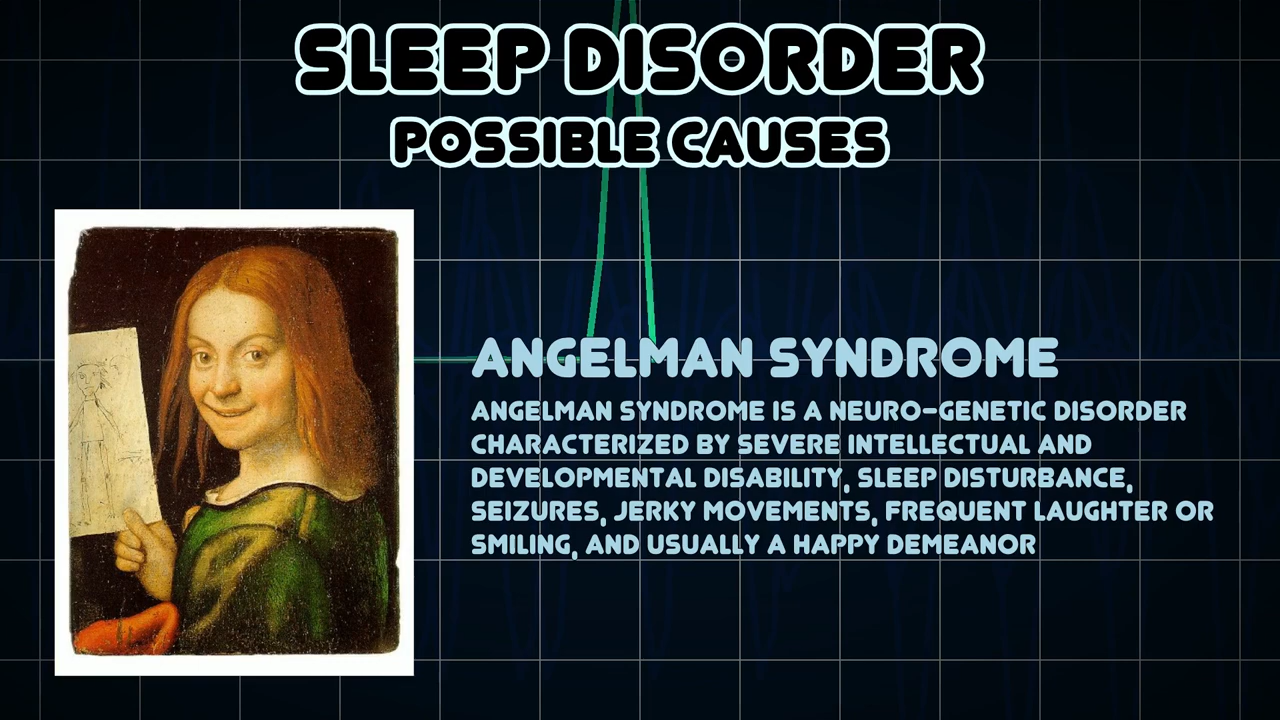 SLEEP DISORDER
POSSIBLE CAUSES
ANGELMAN SYNDROME
ANGELMAN SYNDROME IS A NEURO-GENETIC DISORDER
CHARACTERIZED BY SEVERE INTELLECTUAL AND
DEVELOPMENTAL DISABILITY, SLEEP DISTURBANCE,
SEIZURES, JERKY MOVEMENTS, FREQUENT LAUGHTER OR
SMILING, AND USUALLY A HAPPY DEMEANOR